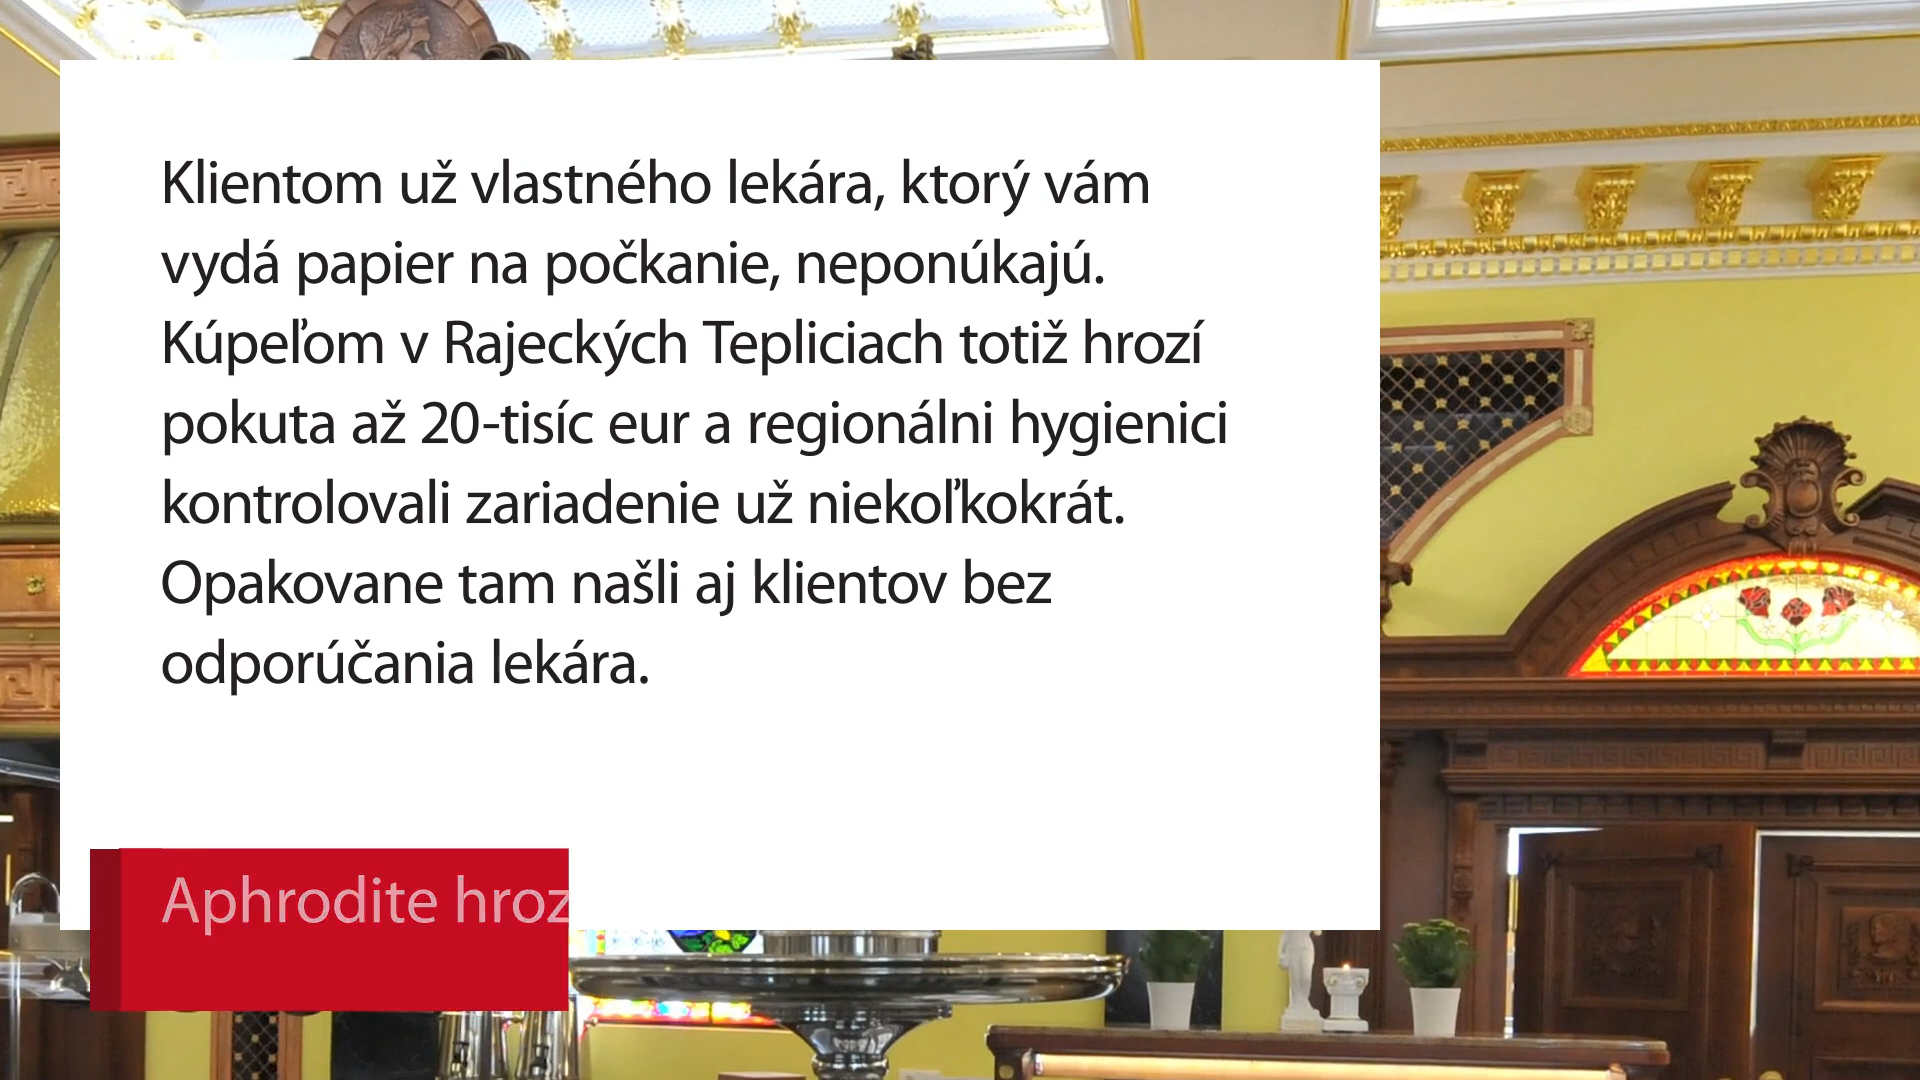 Klientom už vlastného lekára, ktorý vám
vydá papier na počkanie, neponúkajú.
Kúpeľom v Rajeckých Tepliciach totiž hrozí
pokuta až 20-tisíc eur a regionálni hygienici
kontrolovali zariadenie už niekoľkokrát.
Opakovane tam našli aj klientov bez
odporúčania lekára.
Aphrodite hroz